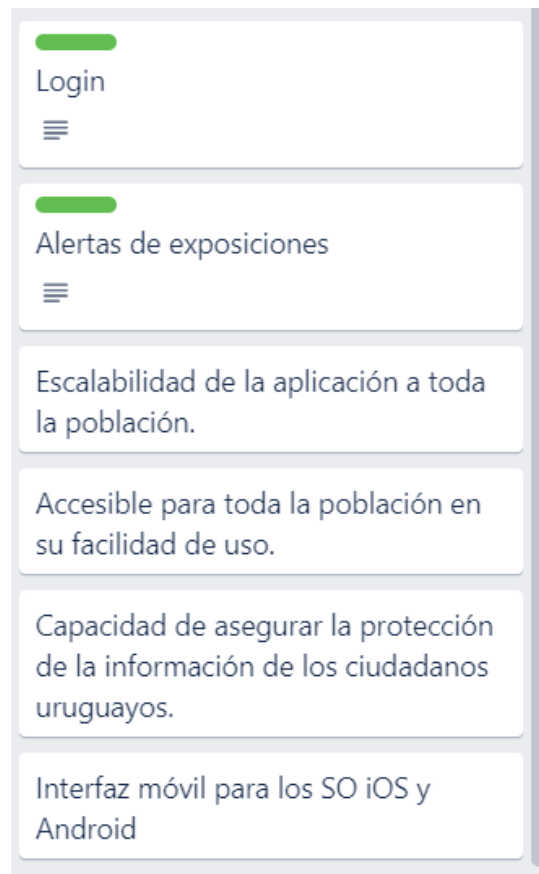 Login
Alertas de exposiciones
Escalabilidad de la aplicación a toda
la población.
Accesible para toda la población en
su facilidad de uso.
Capacidad de asegurar la protección
de la información de los ciudadanos
uruguayos.
Interfaz móvil para los SO iOS y
Android